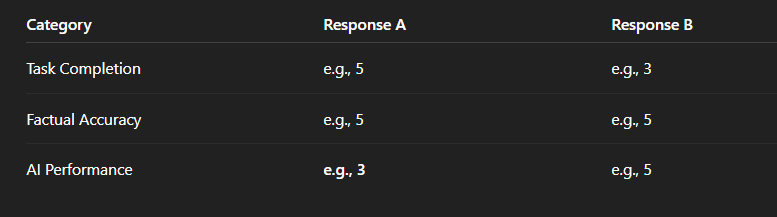 Category Response A Response B
Task Completion e.g., 5 e.g., 3
Factual Accuracy e.g., 5 e.g., 5
AI Performance e.g., 3 e.g., 5